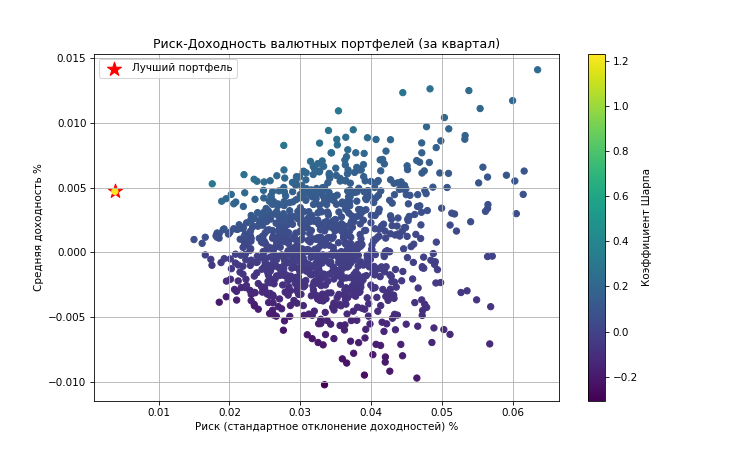 Риск-Доходность валютных портфелей (за квартал)
Лучший портфель
Средняя доходность %
0.015
0.010
0.005
0.000
−0.005
−0.010
0.01 0.02 0.03 0.04 0.05 0.06
Риск (стандартное отклонение доходностей) %
1.2
1.0
0.8
0.6
0.4
0.2
0.0
−0.2
Коэффициент Шарпа